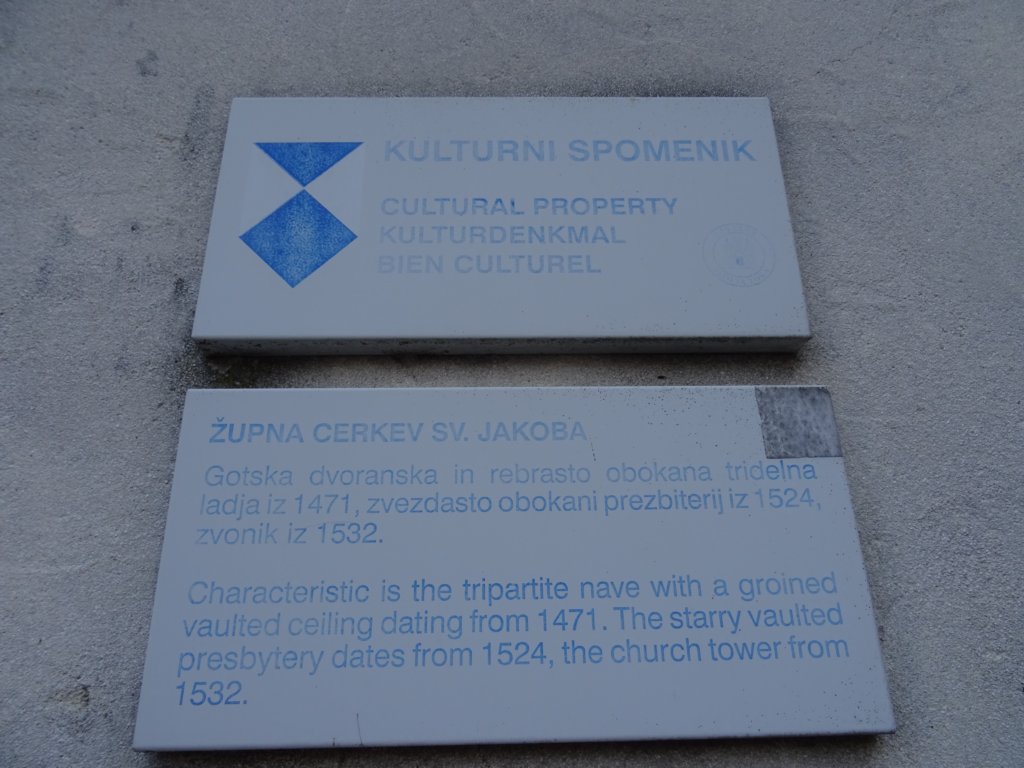 KULTURNI SPOMENIK
CULTURAL PROPERTY
KULTURDENKMAL
BIEN CULTUREL
ŽUPNA CERKEV SV. JAKOBA
Gotska dvoranska in rebrasto obokana tridelna
ladja iz 1471, zvezdasto obokani prezbiterij iz 1524,
zvonik iz 1532.
Characteristic is the tripartite nave with a groined
vaulted ceiling dating from 1471. The starry vaulted
presbytery dates from 1524, the church tower from
1532.